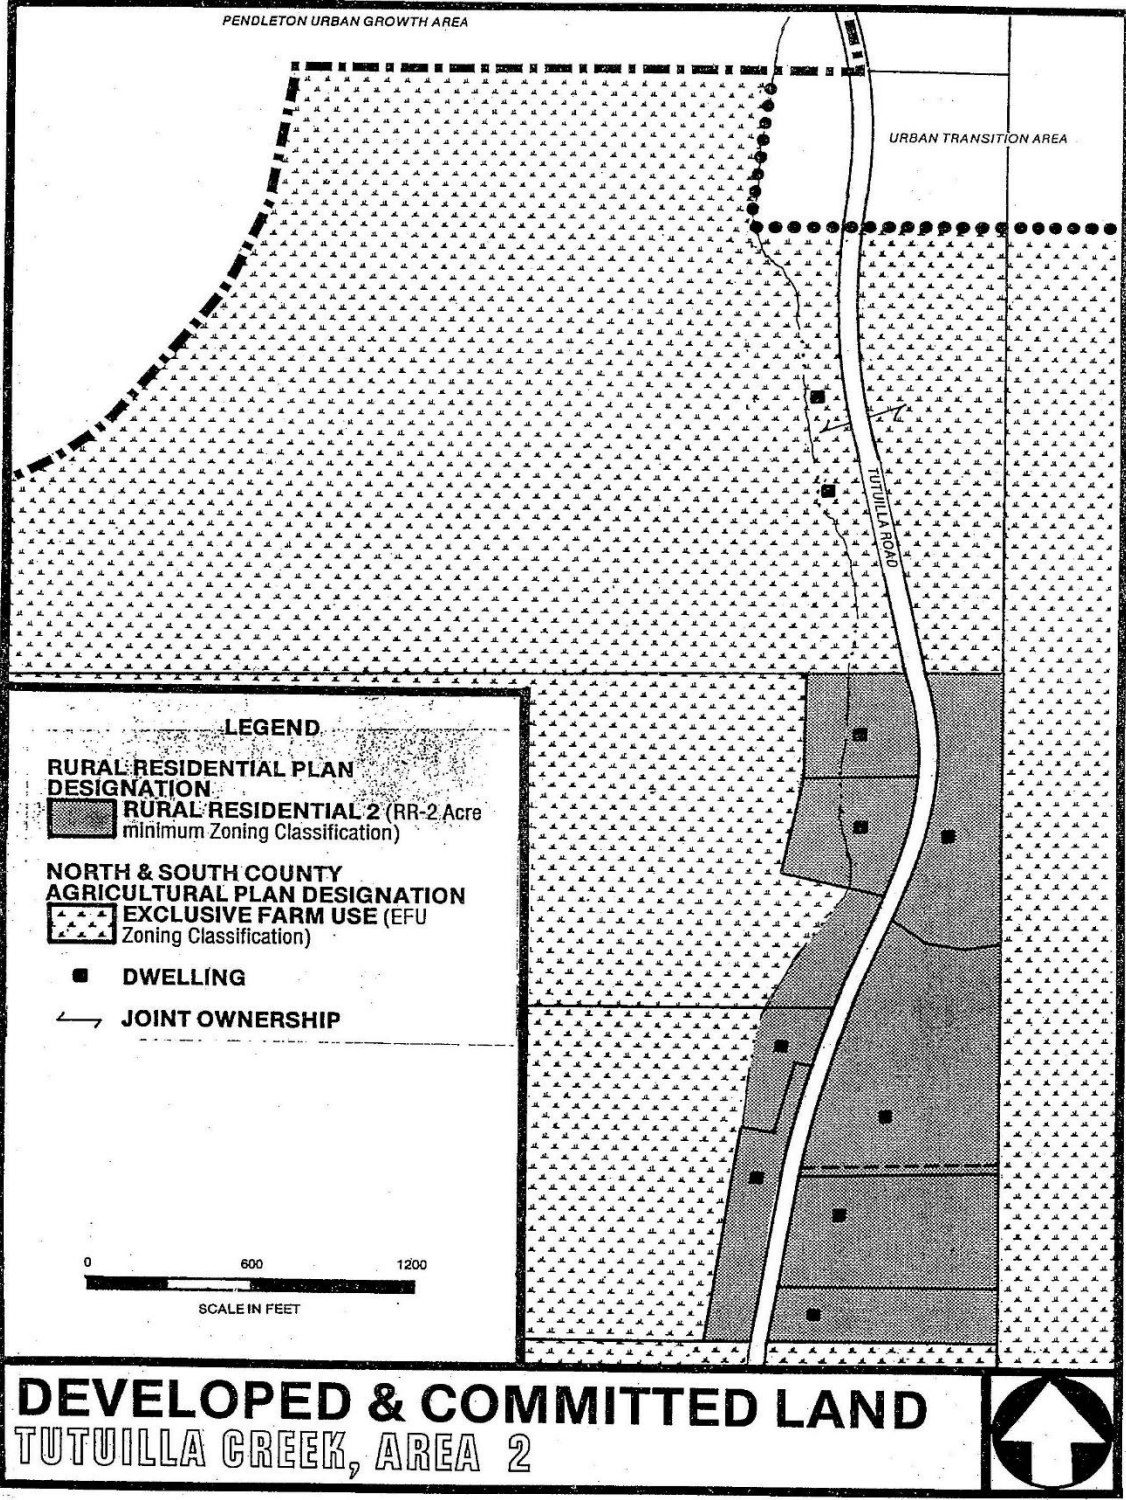 PENDLETON URBAN GROWTH AREA
URBAN TRANSITION AREA
TUTUILLA ROAD
LEGEND
RURAL RESIDENTIAL PLAN
DESIGNATION
RURAL RESIDENTIAL 2 (RR-2 Acre
minimum Zoning Classification)
NORTH & SOUTH COUNTY
AGRICULTURAL PLAN DESIGNATION
EXCLUSIVE FARM USE (EFU
Zoning Classification)
DWELLING
JOINT OWNERSHIP
0 600 1200
SCALE IN FEET
DEVELOPED & COMMITTED LAND
TUTUILLA CREEK, AREA 2